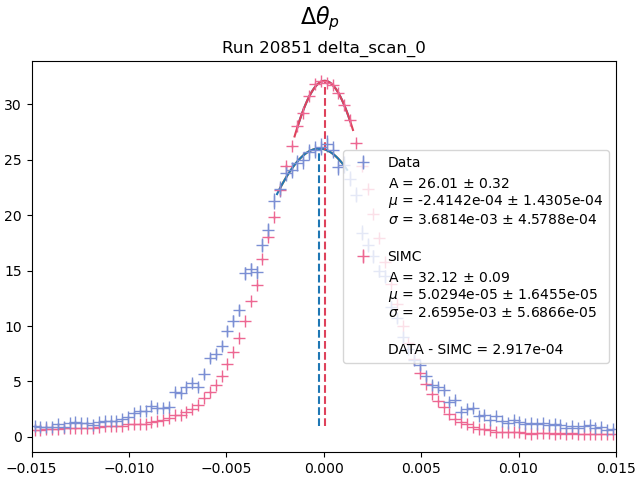 Δθp
Run 20851 delta_scan_0
Data
A = 26.01 ± 0.32
μ = -2.4142e-04 ± 1.4305e-04
σ = 3.6814e-03 ± 4.5788e-04
SIMC
A = 32.12 ± 0.09
μ = 5.0294e-05 ± 1.6455e-05
σ = 2.6595e-03 ± 5.6866e-05
DATA - SIMC = 2.917e-04
30
25
20
15
10
5
0
−0.015 −0.010 −0.005 0.000 0.005 0.010 0.015